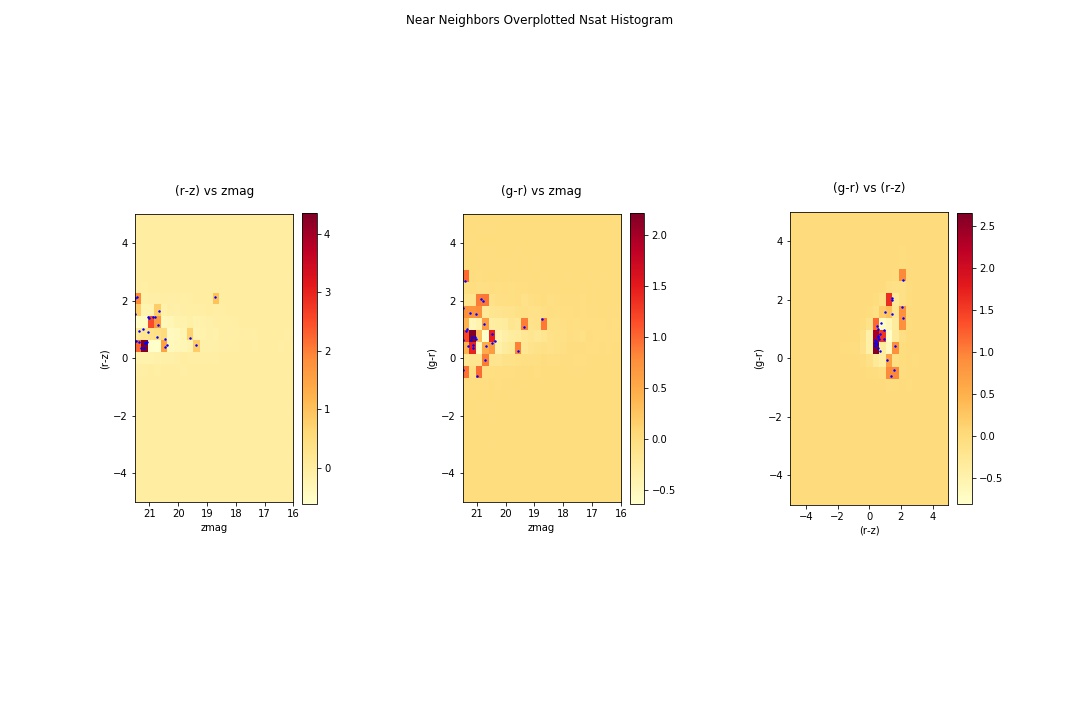 Near Neighbors Overplotted Nsat Histogram
(r-z) vs zmag
(r-z)
4
2
0
−2
−4
21 20 19 18 17 16
zmag
4
3
2
1
0
(g-r) vs zmag
(g-r)
4
2
0
−2
−4
21 20 19 18 17 16
zmag
2.0
1.5
1.0
0.5
0.0
−0.5
(g-r) vs (r-z)
(g-r)
4
2
0
−2
−4
−4 −2 0 2 4
(r-z)
2.5
2.0
1.5
1.0
0.5
0.0
−0.5